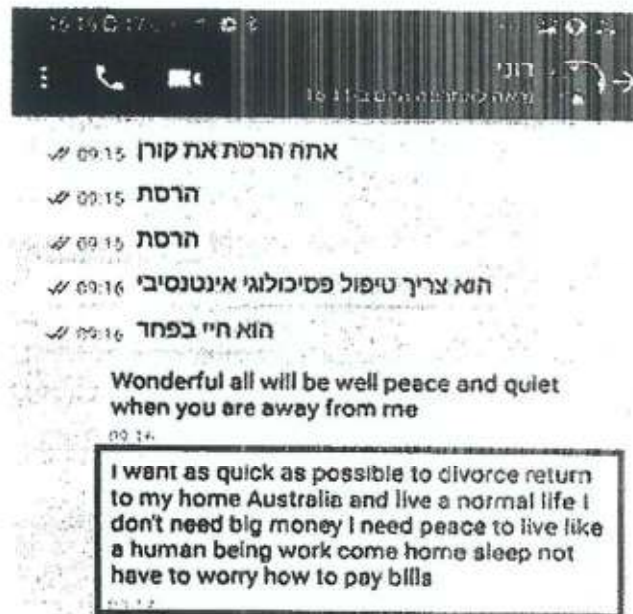 רוני
אתה הרסת את קורן
09:15
הרסת
09:15
הרסת
09:15
הוא צריך טיפול פסיכולוגי אינטנסיבי
09:16
הוא חיי בפחד
09:16
Wonderful all will be well peace and quiet
when you are away from me
09:16
I want as quick as possible to divorce return
to my home Australia and live a normal life I
don't need big money I need peace to live like
a human being work come home sleep not
have to worry how to pay bills